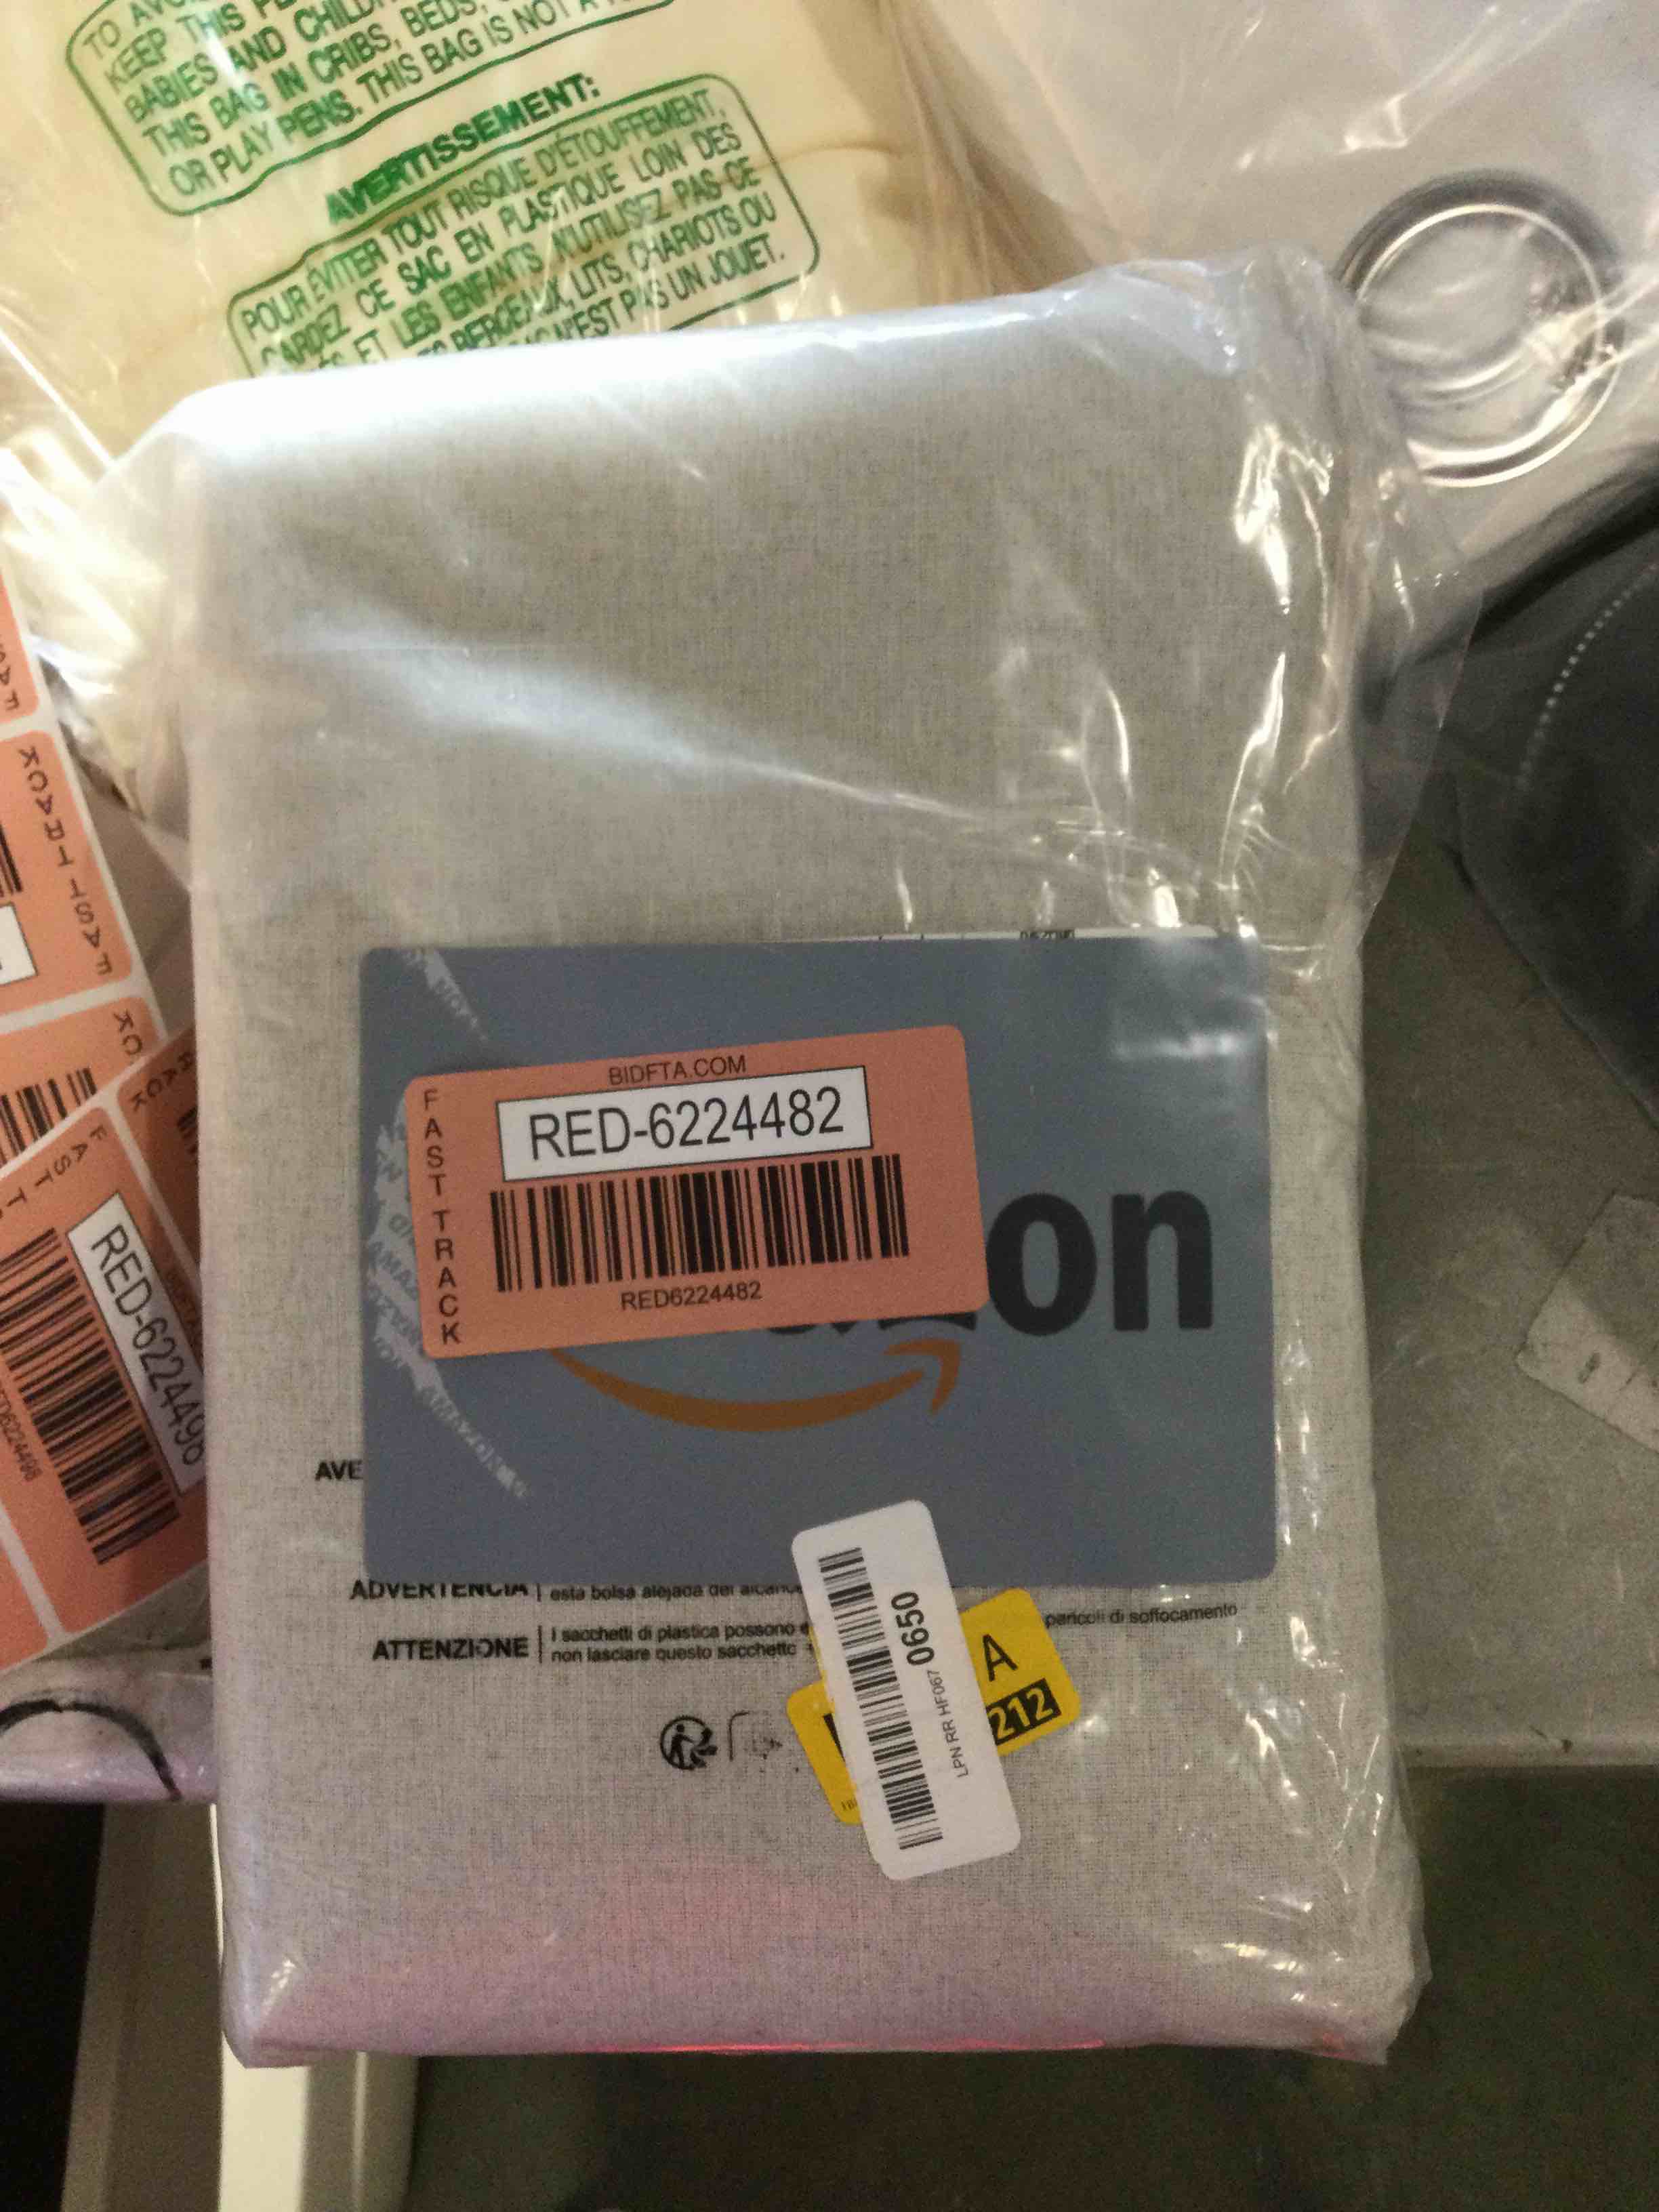 TO AVO
KEEP THIS
BABIES AND CHILD
THIS BAG IN CRIBS, BEDS,
OR PLAY PENS. THIS BAG IS NOT A
AVERTISSEMENT:
POUR ÉVITER TOUT RISQUE D'ÉTOUFFEMENT,
GARDEZ CE SAC EN PLASTIQUE LOIN DES
ET LES ENFANTS N'UTILISEZ PAS CE
BERCEAUX, LITS, CHARIOTS OU
N'EST PAS UN JOUET.
BIDFTA.COM
FAST TRACK
RED-6224482
RED6224482
on
AVE
ADVERTENCIA | esta bolsa alejada del alcance
ATTENZIONE | I sacchetti di plastica possono e
pericoli di soffocamento
non lasciare questo sacchetto
LPN RR HF067 0650
A
212
FAST TRACK
RED-6224496
RED6224496